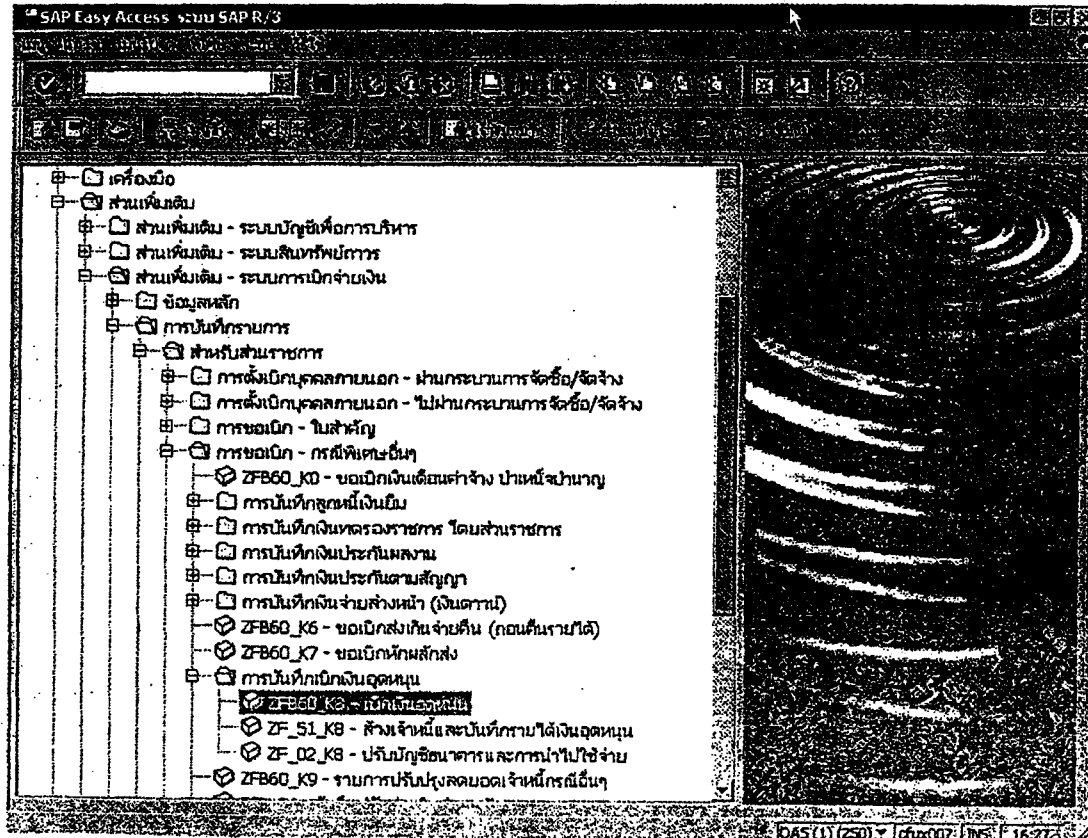 SAP Easy Access ระบบ SAP R/3
เครื่องมือ
ส่วนเพิ่มเติม
ส่วนเพิ่มเติม - ระบบบัญชีเพื่อการบริหาร
ส่วนเพิ่มเติม - ระบบสินทรัพย์ถาวร
ส่วนเพิ่มเติม - ระบบการเบิกจ่ายเงิน
ข้อมูลหลัก
การบันทึกรายการ
สำหรับส่วนราชการ
การตั้งเบิกบุคคลภายนอก - ผ่านกระบวนการจัดซื้อ/จัดจ้าง
การตั้งเบิกบุคคลภายนอก - ไม่ผ่านกระบวนการจัดซื้อ/จัดจ้าง
การขอเบิก - ใบสำคัญ
การขอเบิก - กรณีพิเศษอื่นๆ
ZFB60_K0 - ขอเบิกเงินเดือนค่าจ้าง บำเหน็จบำนาญ
การบันทึกลูกหนี้เงินยืม
การบันทึกเงินทดรองราชการ โดยส่วนราชการ
การบันทึกเงินประกันผลงาน
การบันทึกเงินประกันตามสัญญา
การบันทึกเงินจ่ายล่วงหน้า (เงินดาวน์)
ZFB60_K6 - ขอเบิกส่งเกินจ่ายคืน (ถอนคืนรายได้)
ZFB60_K7 - ขอเบิกหักผลักส่ง
การบันทึกเบิกเงินอุดหนุน
ZFB60_K8 - เบิกเงินอุดหนุน
ZF_51_K8 - ล้างเจ้าหนี้และบันทึกรายได้เงินอุดหนุน
ZF_02_K8 - ปรับบัญชีธนาคารและการนำไปใช้จ่าย
ZFB60_K9 - รายการปรับปรุงลดยอดเจ้าหนี้กรณีอื่นๆ